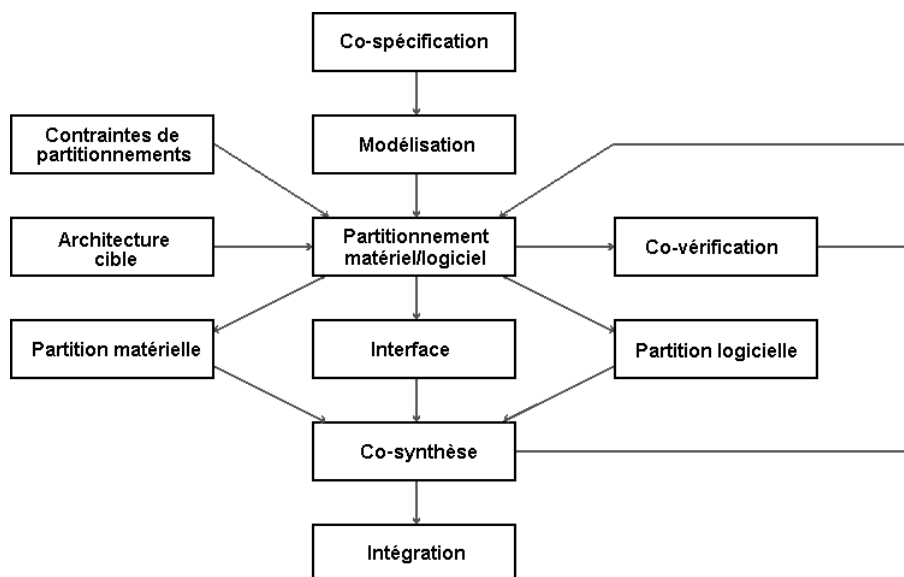 Co-spécification
Contraintes de
partitionnements
Modélisation
Architecture
cible
Partitionnement
matériel/logiciel
Co-vérification
Partition matérielle
Interface
Partition logicielle
Co-synthèse
Intégration